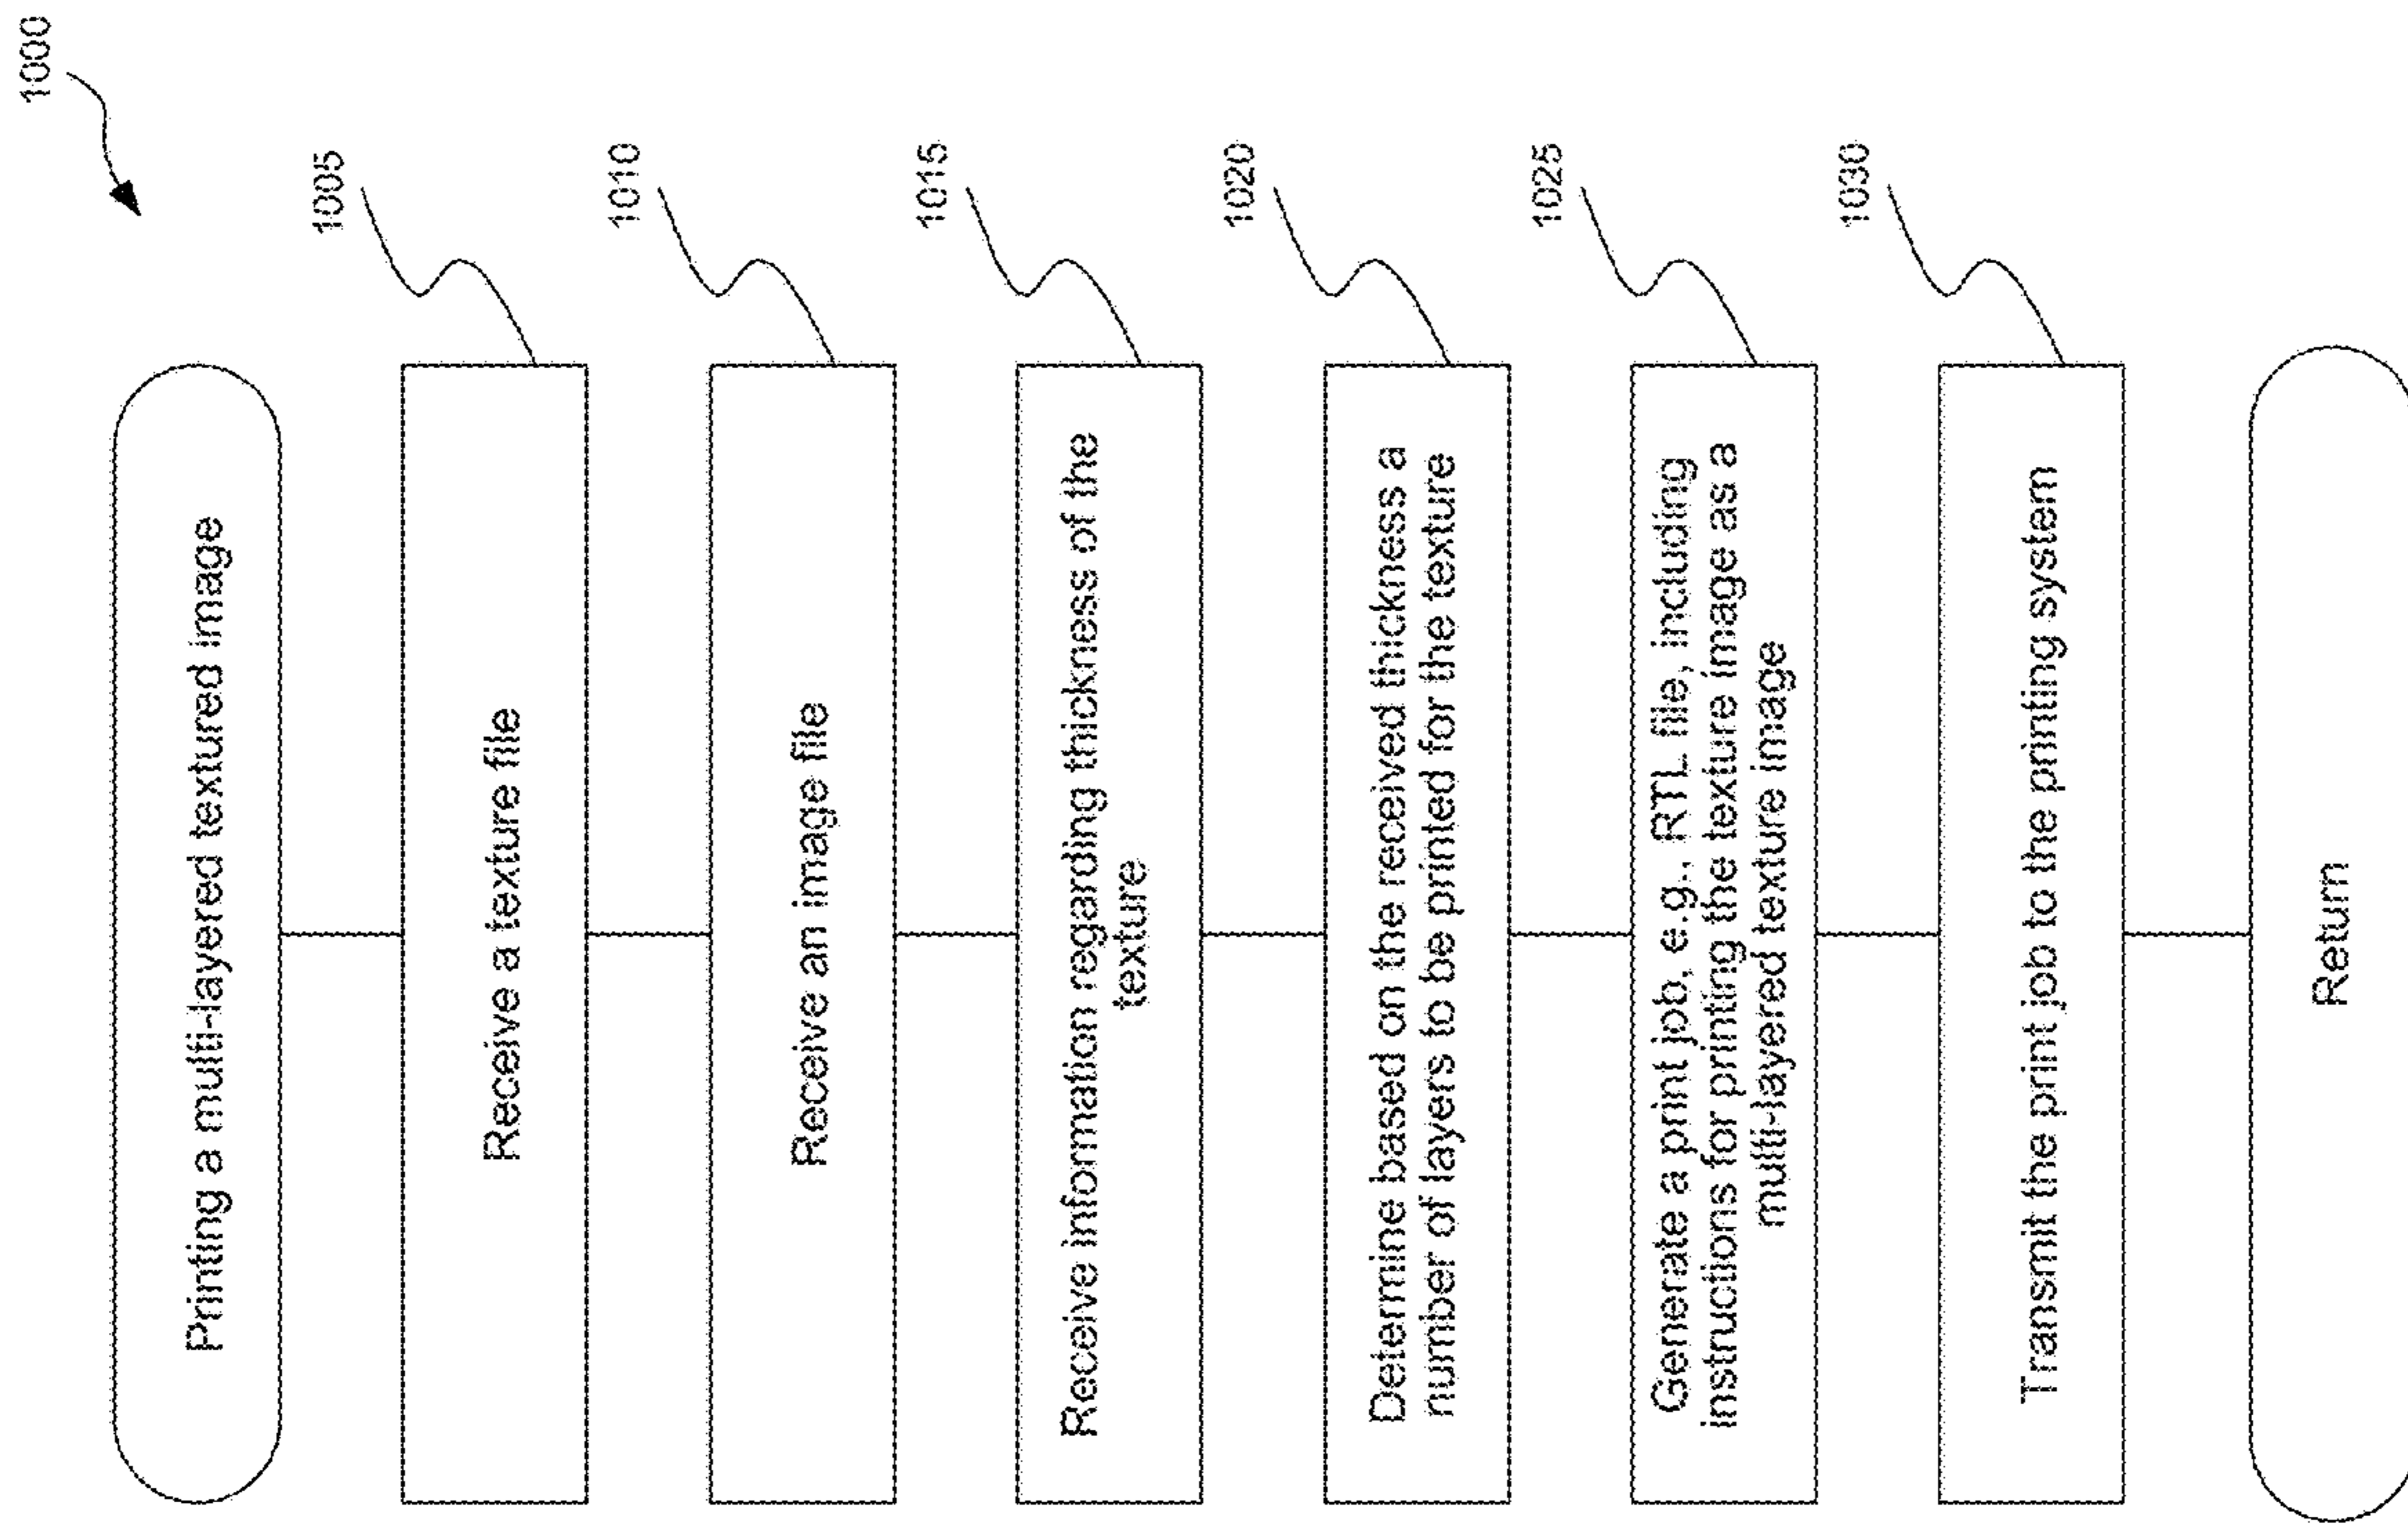 1000
Printing a multi-layered textured image
1005
Receive a texture file
1010
Receive an image file
1015
Receive information regarding thickness of the
texture
1020
Determine based on the received thickness a
number of layers to be printed for the texture
1025
Generate a print job, e.g., RTL file, including
instructions for printing the texture image as a
multi-layered texture image
1030
Transmit the print job to the printing system
Return